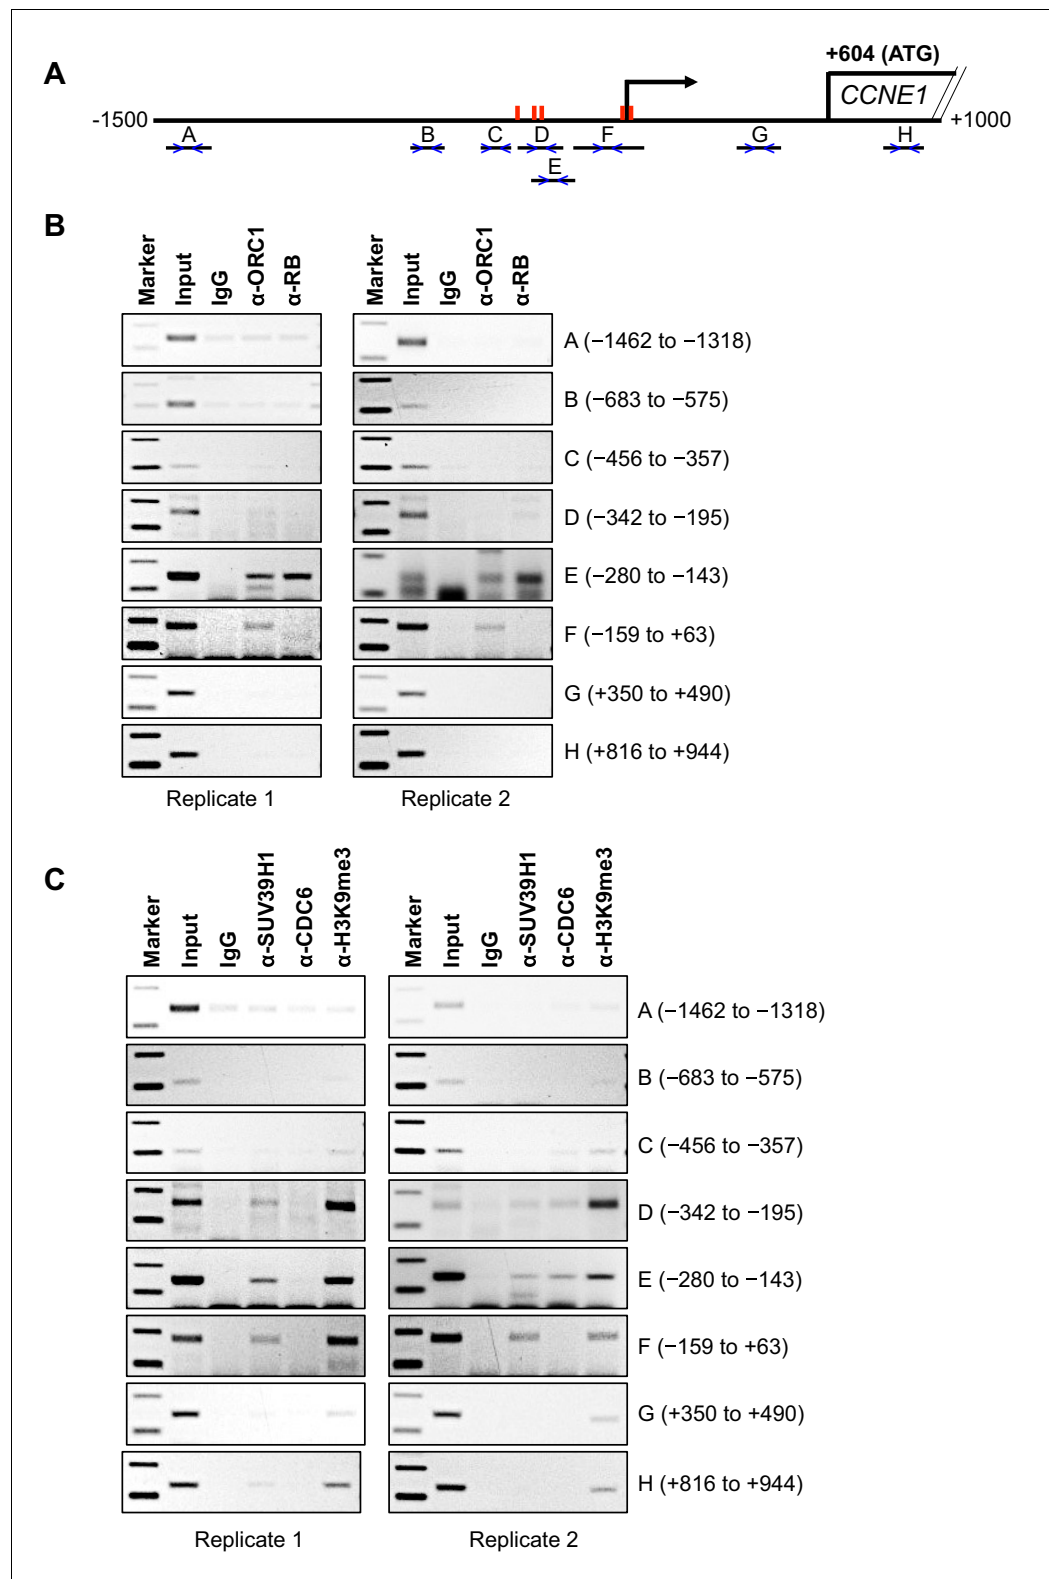 A
+604 (ATG)
CCNE1
-1500
+1000
A B C D F G H
E
B
Marker Input IgG α-ORC1 α-RB
Marker Input IgG α-ORC1 α-RB
A (−1462 to −1318)
B (−683 to −575)
C (−456 to −357)
D (−342 to −195)
E (−280 to −143)
F (−159 to +63)
G (+350 to +490)
H (+816 to +944)
Replicate 1 Replicate 2
C
Marker Input IgG α-SUV39H1 α-CDC6 α-H3K9me3
Marker Input IgG α-SUV39H1 α-CDC6 α-H3K9me3
A (−1462 to −1318)
B (−683 to −575)
C (−456 to −357)
D (−342 to −195)
E (−280 to −143)
F (−159 to +63)
G (+350 to +490)
H (+816 to +944)
Replicate 1 Replicate 2